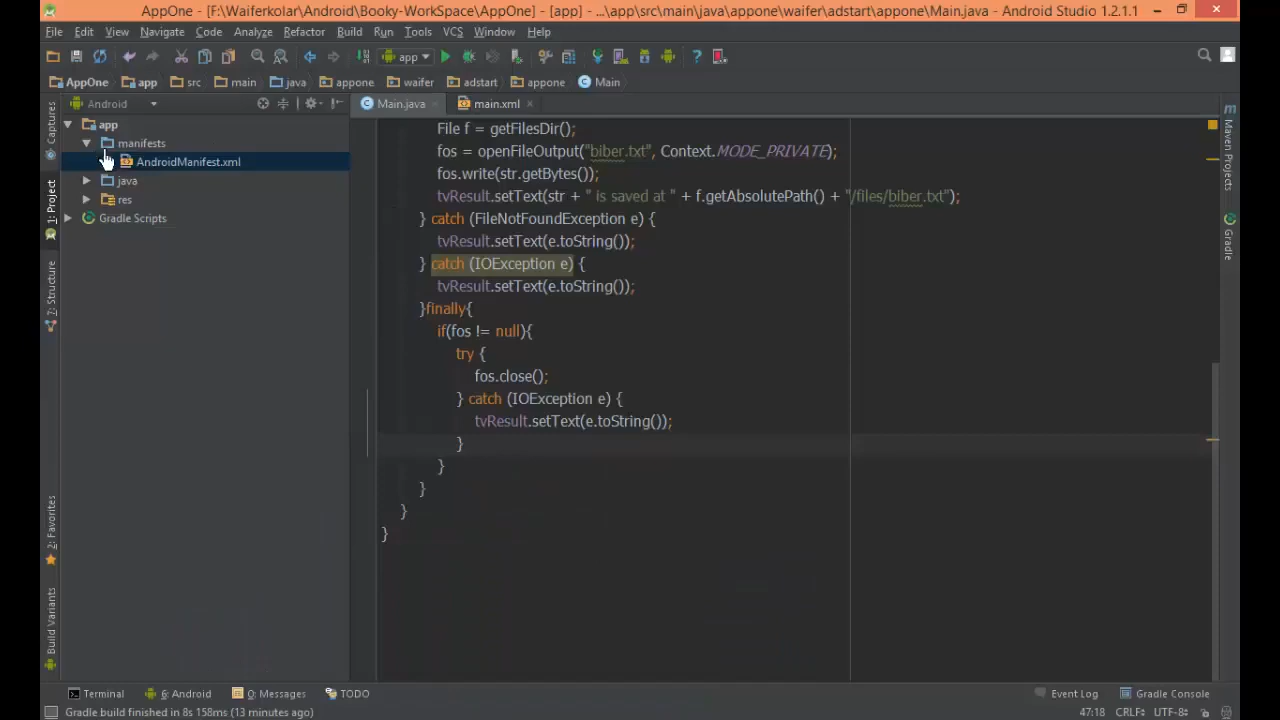 AppOne - [F:\Waiferkolar\Android\Booky-WorkSpace\AppOne] - [app] - ...\app\src\main\java\appone\waifer\adstart\appone\Main.java - Android Studio 1.2.1.1
File Edit View Navigate Code Analyze Refactor Build Run Tools VCS Window Help
app
AppOne app src main java appone waifer adstart appone Main
Android
Main.java main.xml
app
manifests
AndroidManifest.xml
java
res
Gradle Scripts
Captures
1: Project
7: Structure
2: Favorites
Build Variants
File f = getFilesDir();
fos = openFileOutput("biber.txt", Context.MODE_PRIVATE);
fos.write(str.getBytes());
tvResult.setText(str + " is saved at " + f.getAbsolutePath() + "/files/biber.txt");
} catch (FileNotFoundException e) {
tvResult.setText(e.toString());
} catch (IOException e) {
tvResult.setText(e.toString());
}finally{
if(fos != null){
try {
fos.close();
} catch (IOException e) {
tvResult.setText(e.toString());
}
}
}
}
}
Maven Projects
Gradle
Terminal 6: Android 0: Messages TODO Event Log Gradle Console
Gradle build finished in 8s 158ms (13 minutes ago) 47:18 CRLF÷ UTF-8÷